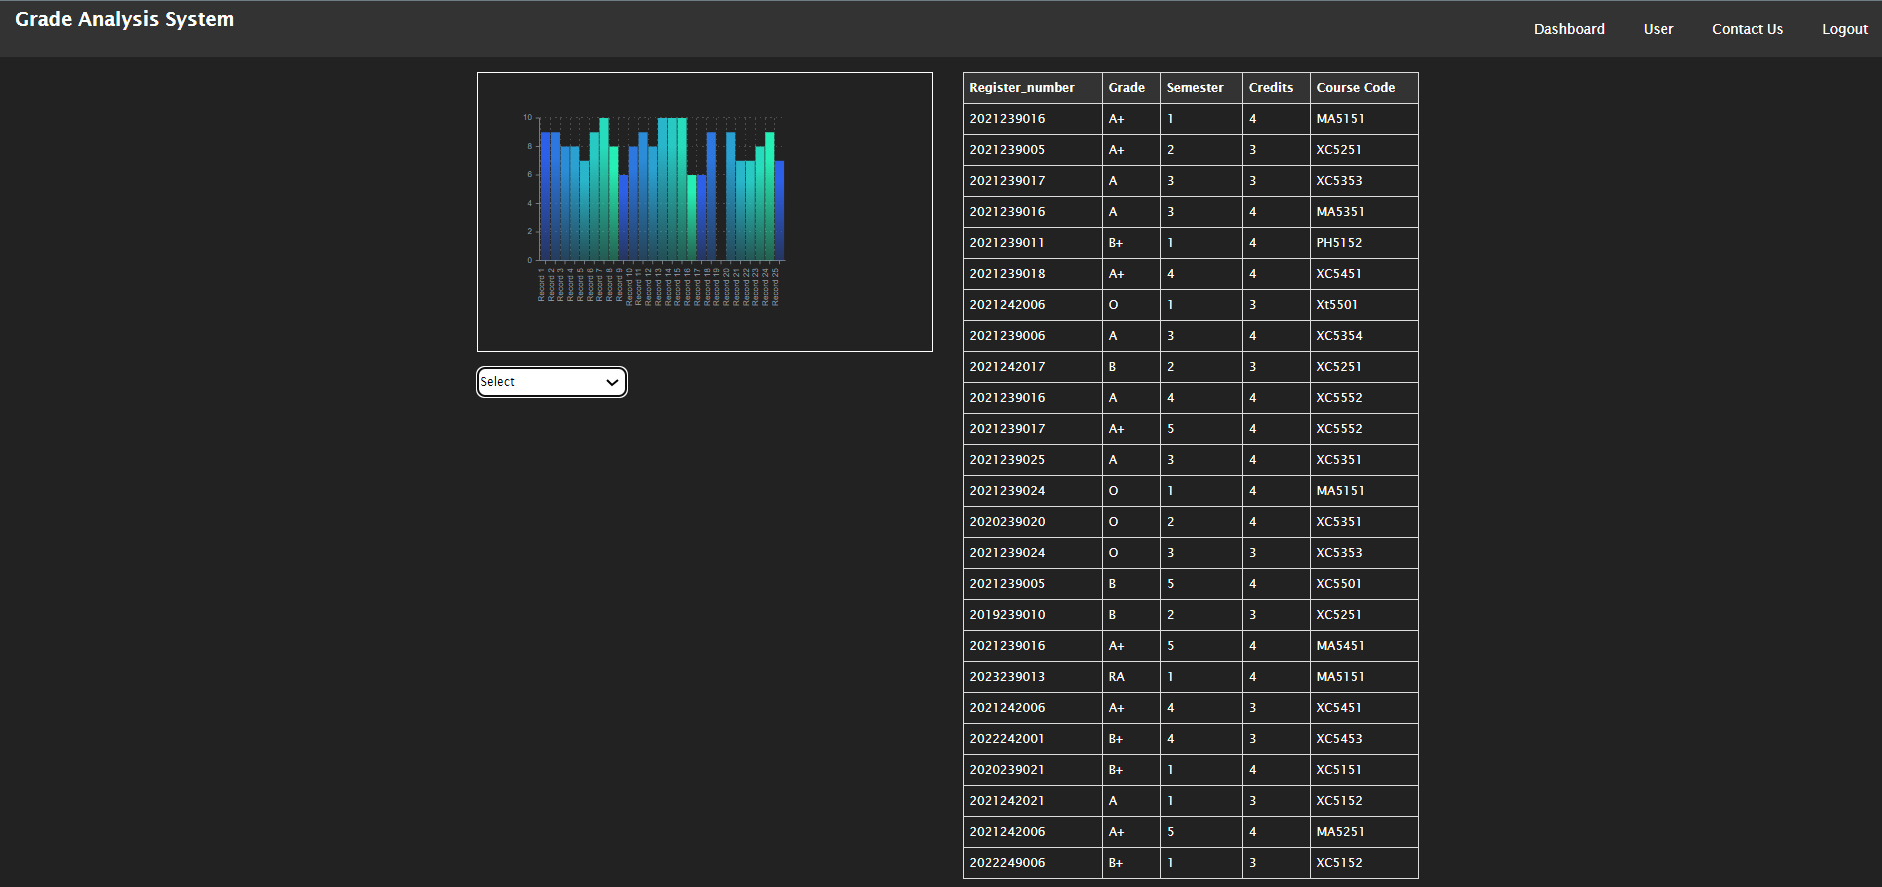 Grade Analysis System
Dashboard User Contact Us Logout
10
8
6
4
2
0
Record 1
Record 2
Record 3
Record 4
Record 5
Record 6
Record 7
Record 8
Record 9
Record 10
Record 11
Record 12
Record 13
Record 14
Record 15
Record 16
Record 17
Record 18
Record 19
Record 20
Record 21
Record 22
Record 23
Record 24
Record 25
Select
Register_number Grade Semester Credits Course Code
2021239016 A+ 1 4 MA5151
2021239005 A+ 2 3 XC5251
2021239017 A 3 3 XC5353
2021239016 A 3 4 MA5351
2021239011 B+ 1 4 PH5152
2021239018 A+ 4 4 XC5451
2021242006 O 1 3 Xt5501
2021239006 A 3 4 XC5354
2021242017 B 2 3 XC5251
2021239016 A 4 4 XC5552
2021239017 A+ 5 4 XC5552
2021239025 A 3 4 XC5351
2021239024 O 1 4 MA5151
2020239020 O 2 4 XC5351
2021239024 O 3 3 XC5353
2021239005 B 5 4 XC5501
2019239010 B 2 3 XC5251
2021239016 A+ 5 4 MA5451
2023239013 RA 1 4 MA5151
2021242006 A+ 4 3 XC5451
2022242001 B+ 4 3 XC5453
2020239021 B+ 1 4 XC5151
2021242021 A 1 3 XC5152
2021242006 A+ 5 4 MA5251
2022249006 B+ 1 3 XC5152